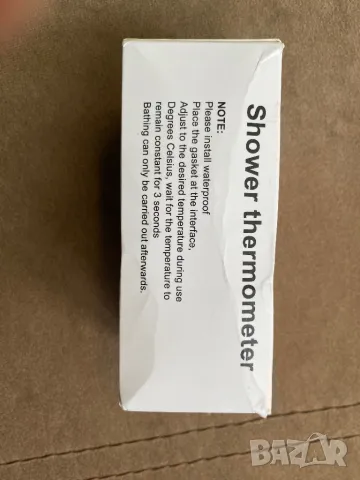 Shower thermometer
NOTE:
Please install waterproof
Place the gasket at the interface,
Adjust to the desired temperature during use
Degrees Celsius, wait for the temperature to
remain constant for 3 seconds
Bathing can only be carried out afterwards.
BAZAR
bg